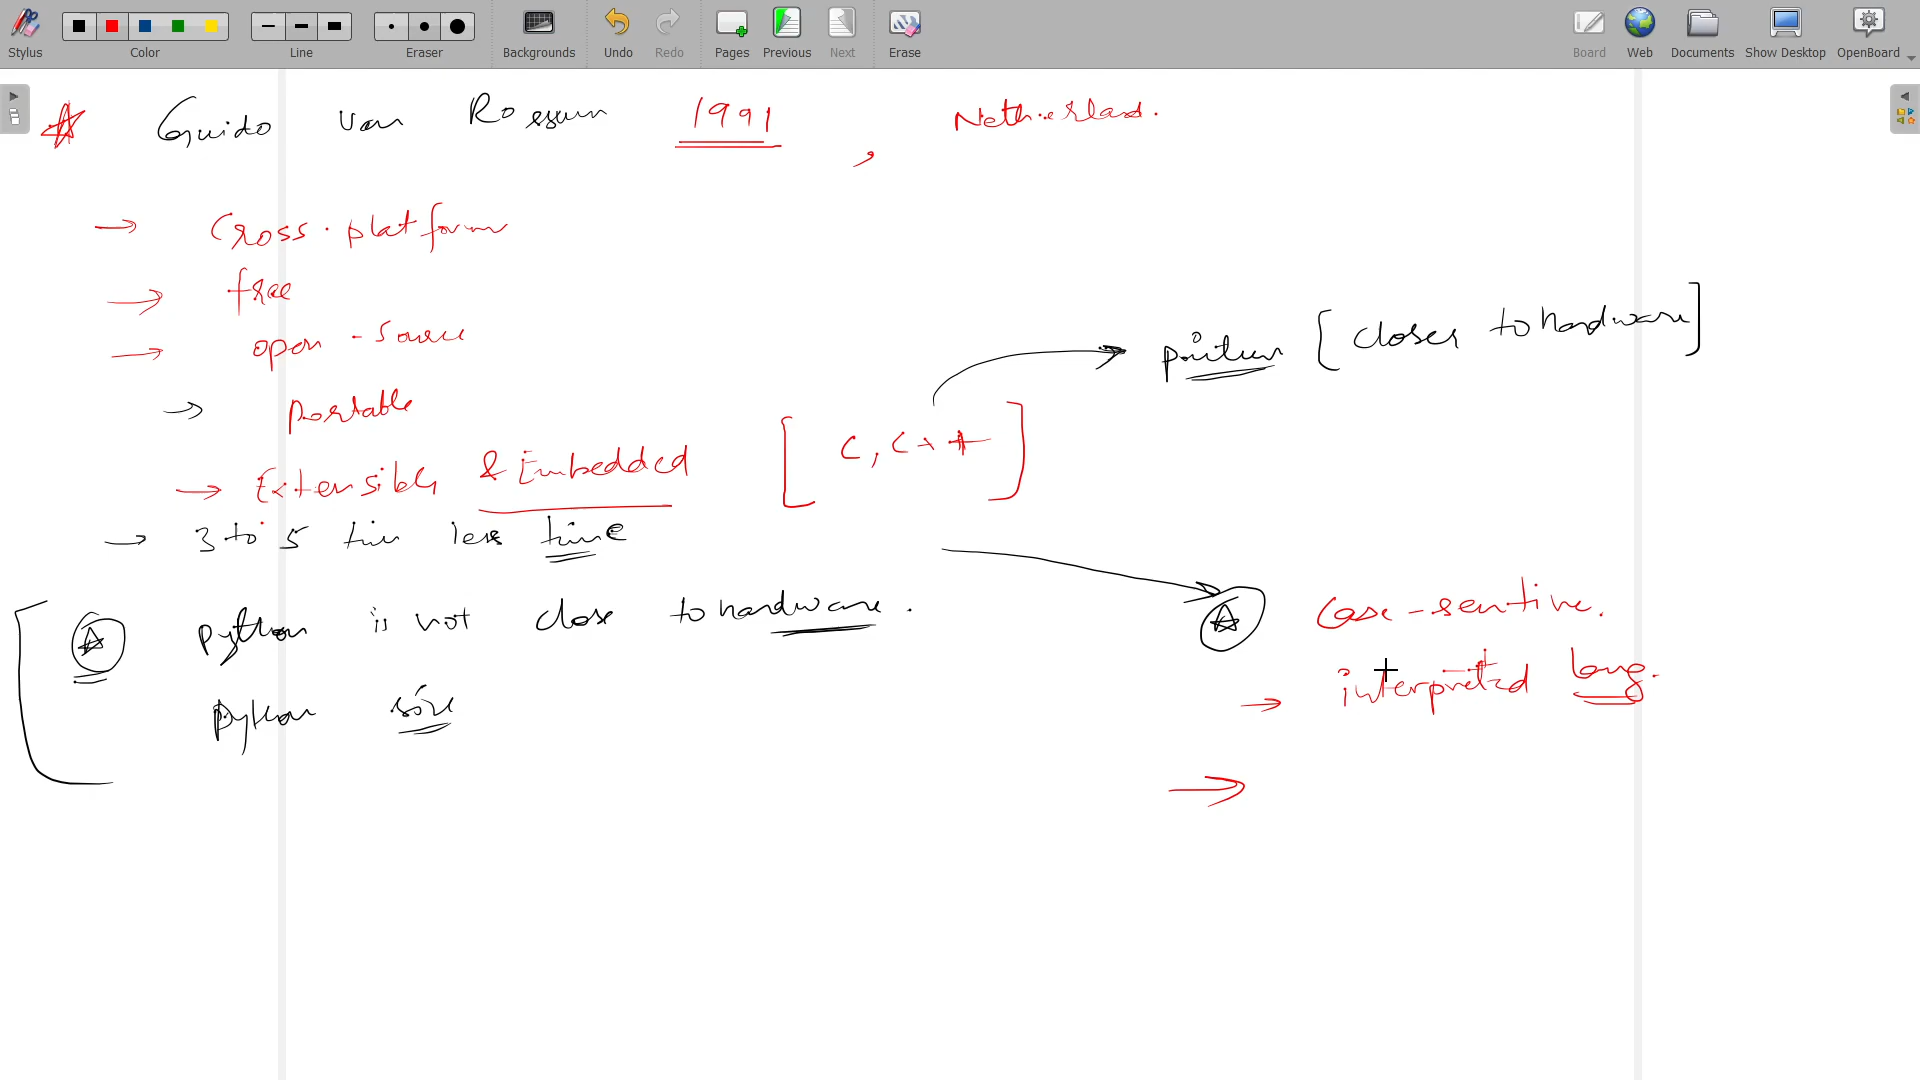 Stylus Color Line Eraser Backgrounds Undo Redo Pages Previous Next Erase Board Web Documents Show Desktop OpenBoard
Guido Van Rossum 1991 , Netherland.
→ Cross-platform
→ free
→ open-source
→ Portable
→ Extensible & Embedded [ C, C++ ]
[closer to hardware]
→ 3 to 5 less time
Python is not close to hardware.
Python size
Case-sentive.
→ interpreted lang.
→